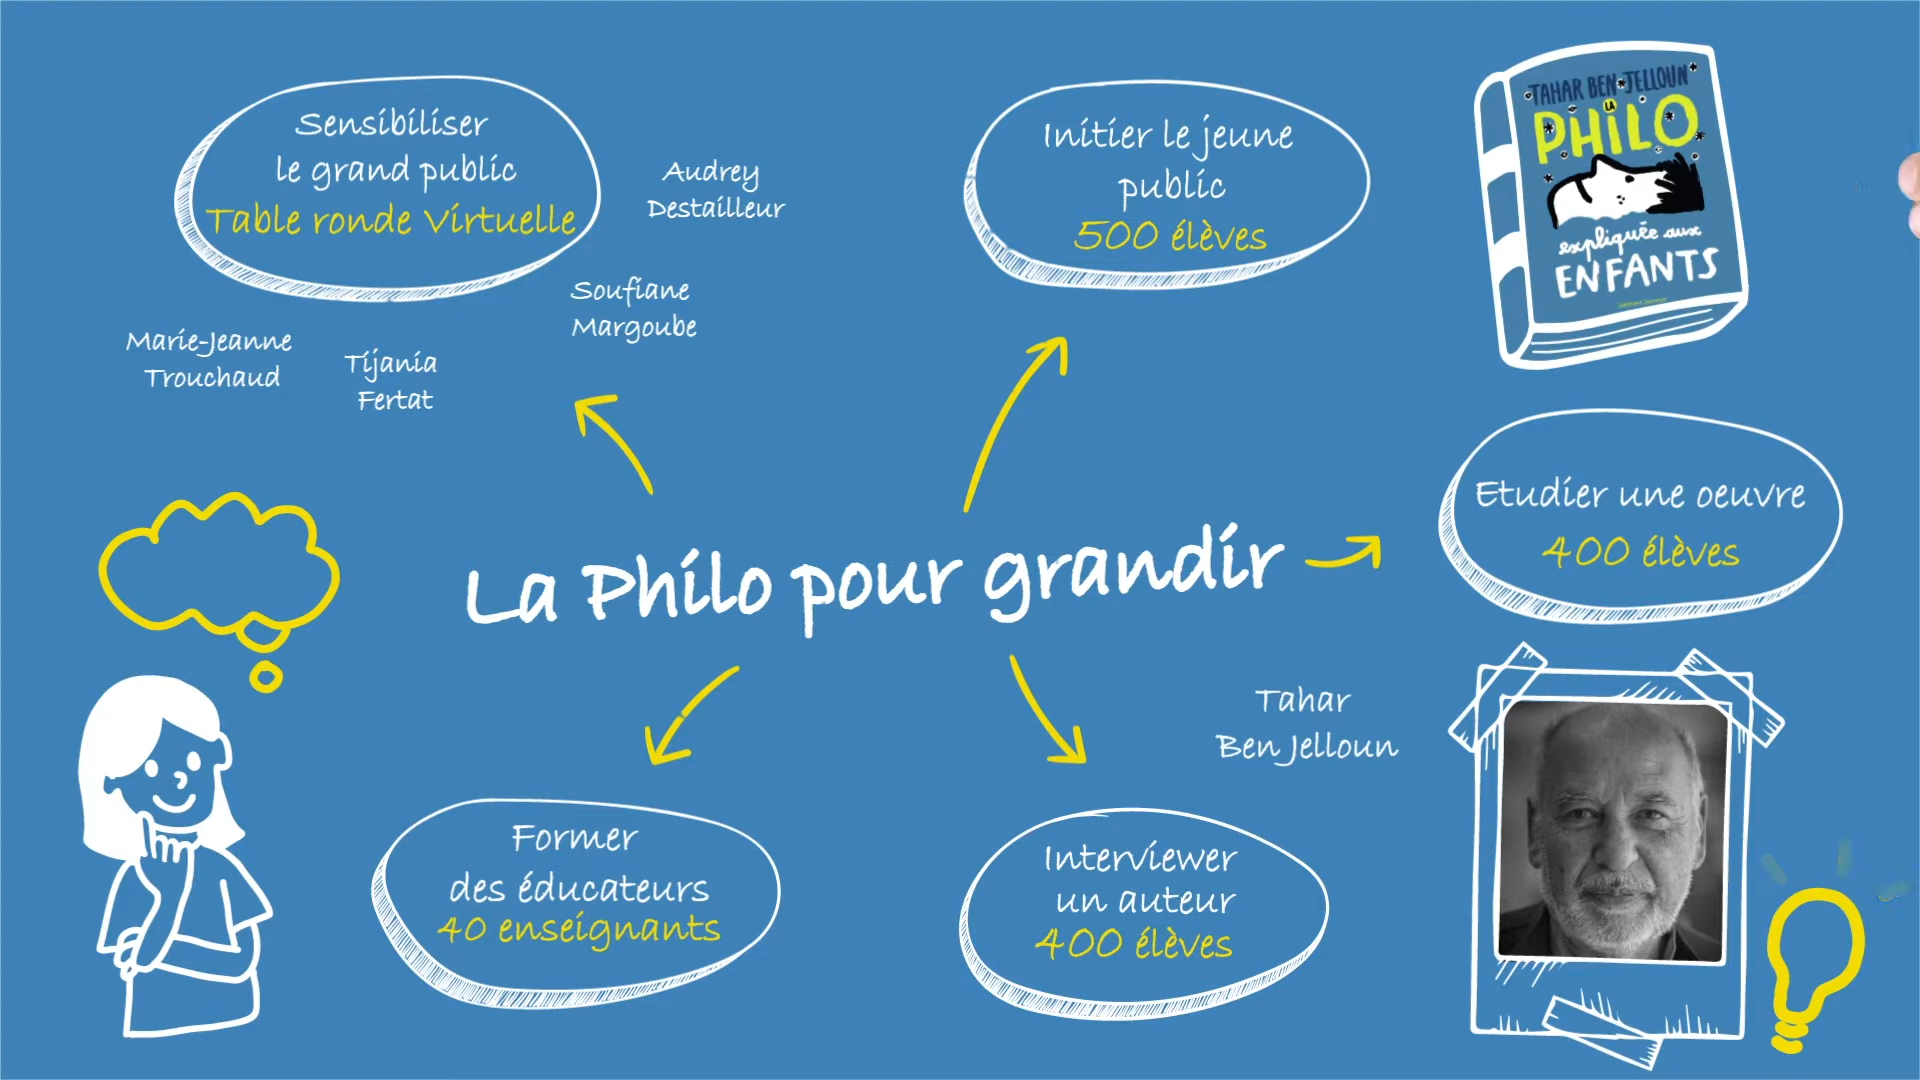 Sensibiliser
le grand public
Table ronde Virtuelle
Audrey
Destailleur
Soufiane
Margoube
Marie-Jeanne
Trouchaud
Tijania
Fertat
Initier le jeune
public
500 élèves
TAHAR BEN JELLOUN
LA
PHILO
expliquée aux
ENFANTS
Etudier une oeuvre
400 élèves
La Philo pour grandir
Tahar
Ben Jelloun
Former
des éducateurs
40 enseignants
Interviewer
un auteur
400 élèves